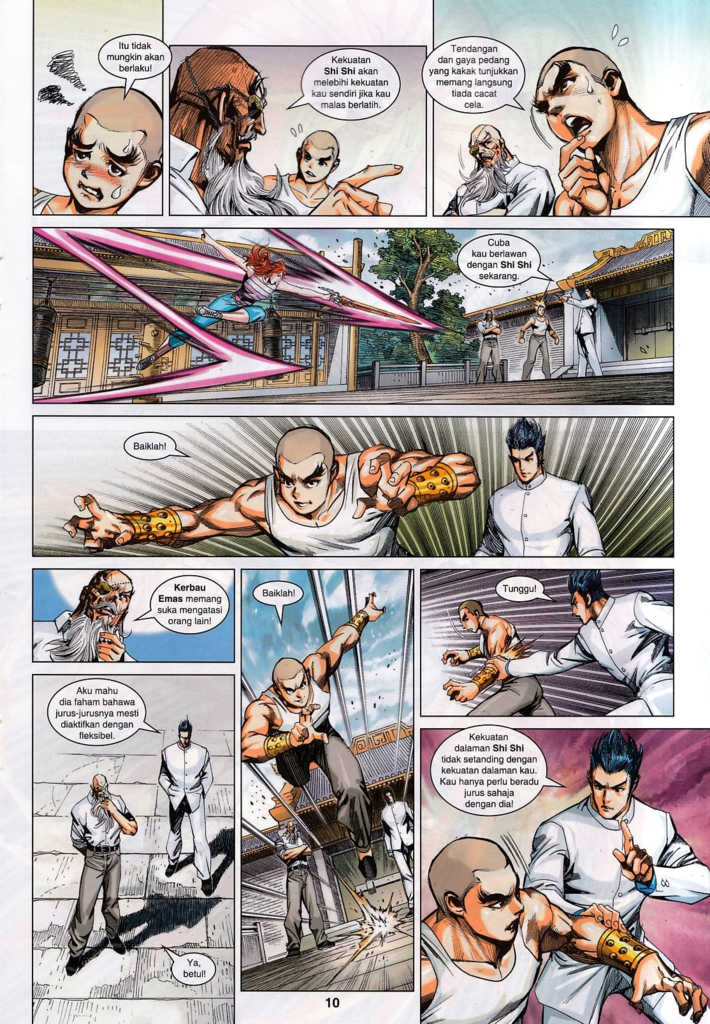 Itu tidak
mungkin akan
berlaku!
Kekuatan
Shi Shi akan
melebihi kekuatan
kau sendiri jika kau
malas berlatih.
Tendangan
dan gaya pedang
yang kakak tunjukkan
memang langsung
tiada cacat
cela.
Cuba
kau berlawan
dengan Shi Shi
sekarang.
Baiklah!
Kerbau
Emas memang
suka mengatasi
orang lain!
Baiklah!
Tunggu!
Aku mahu
dia faham bahawa
jurus-jurusnya mesti
diaktifkan dengan
fleksibel.
Ya,
betul!
Kekuatan
dalaman Shi Shi
tidak setanding dengan
kekuatan dalaman kau.
Kau hanya perlu beradu
jurus sahaja
dengan dia!
10